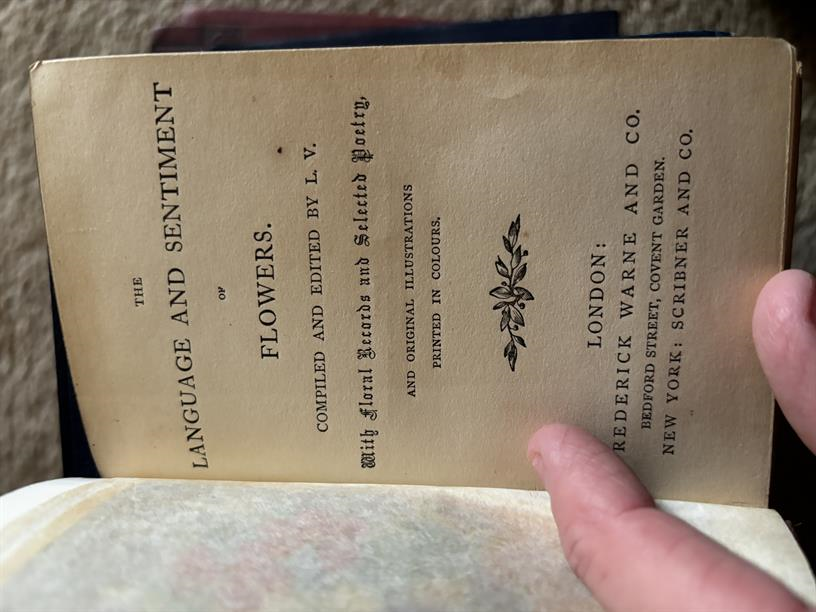 THE
LANGUAGE AND SENTIMENT
OF
FLOWERS.
COMPILED AND EDITED BY L. V.
With Floral Records and Selected Poetry,
AND ORIGINAL ILLUSTRATIONS
PRINTED IN COLOURS.
LONDON:
REDERICK WARNE AND CO.
BEDFORD STREET, COVENT GARDEN.
NEW YORK: SCRIBNER AND CO.